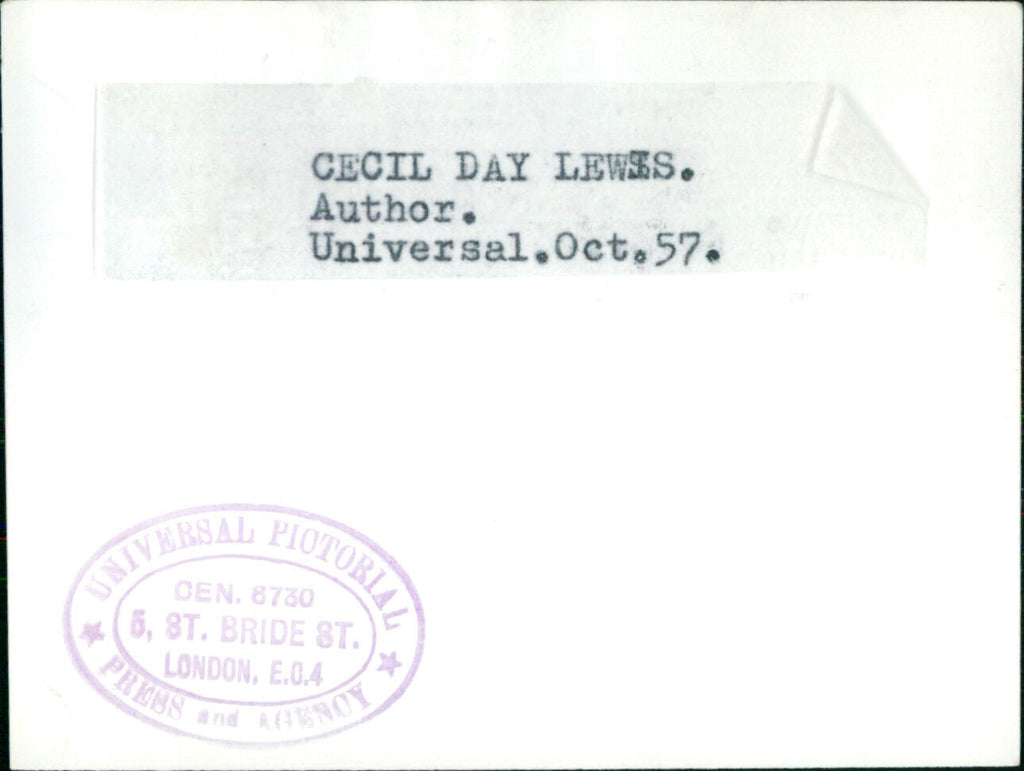 CECIL DAY LEWIS.
Author.
Universal.Oct.57.
UNIVERSAL PICTORIAL
CEN. 6730
5, ST. BRIDE ST.
LONDON, E.C.4
PRESS and AGENCY